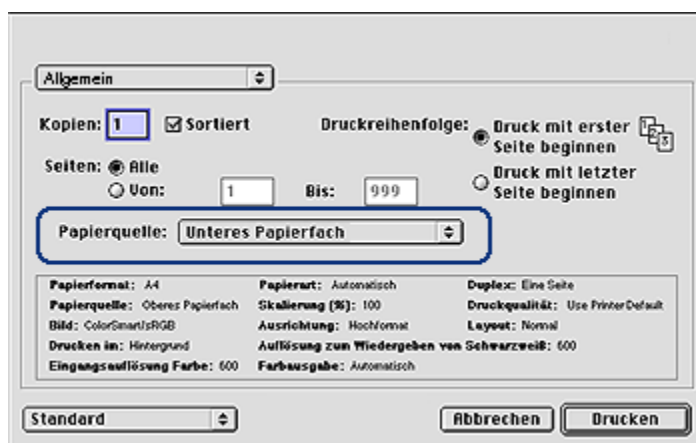 Allgemein
Kopien: 1 Sortiert Druckreihenfolge: Druck mit erster Seite beginnen 1 2 3
Seiten: Alle Druck mit letzter Seite beginnen
Von: 1 Bis: 999
Papierquelle: Unteres Papierfach
Papierformat: A4 Papierart: Automatisch Duplex: Eine Seite
Papierquelle: Oberes Papierfach Skalierung (%): 100 Druckqualität: Use Printer Default
Bild: ColorSmart/sRGB Ausrichtung: Hochformat Layout: Normal
Drucken im: Hintergrund Auflösung zum Wiedergeben von Schwarzweiß: 600
Eingangsauflösung Farbe: 600 Farbausgabe: Automatisch
Standard Abbrechen Drucken